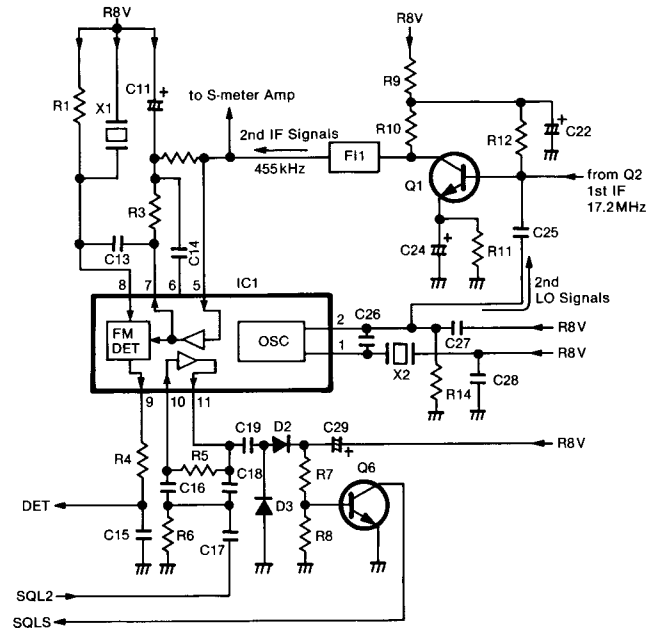 R8V
R8V
R1
X1
C11
+
to S-meter Amp
R9
R10
R12
+
C22
2nd IF Signals
455kHz
FI1
Q1
from Q2
1st IF
17.2MHz
R3
C14
C13
C24
+
R11
C25
8
7
6
5
IC1
2nd
LO Signals
FM
DET
OSC
2
1
C26
C27
R8V
X2
R8V
R14
C28
9
10
11
C19
D2
C29
+
R8V
R4
R5
C16
C18
R7
Q6
D3
DET
C15
R6
C17
R8
SQL2
SQLS